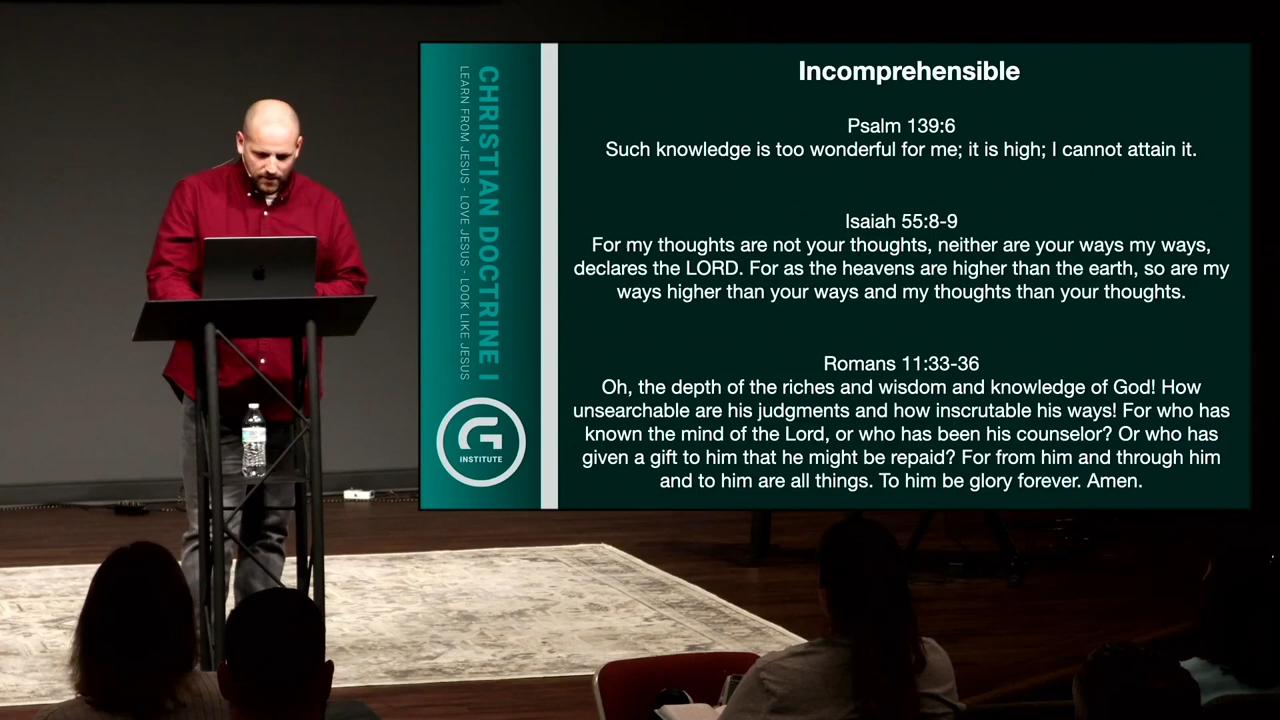 CHRISTIAN DOCTRINE I
LEARN FROM JESUS - LOVE JESUS - LOOK LIKE JESUS
G
INSTITUTE
Incomprehensible
Psalm 139:6
Such knowledge is too wonderful for me; it is high; I cannot attain it.
Isaiah 55:8-9
For my thoughts are not your thoughts, neither are your ways my ways,
declares the LORD. For as the heavens are higher than the earth, so are my
ways higher than your ways and my thoughts than your thoughts.
Romans 11:33-36
Oh, the depth of the riches and wisdom and knowledge of God! How
unsearchable are his judgments and how inscrutable his ways! For who has
known the mind of the Lord, or who has been his counselor? Or who has
given a gift to him that he might be repaid? For from him and through him
and to him are all things. To him be glory forever. Amen.